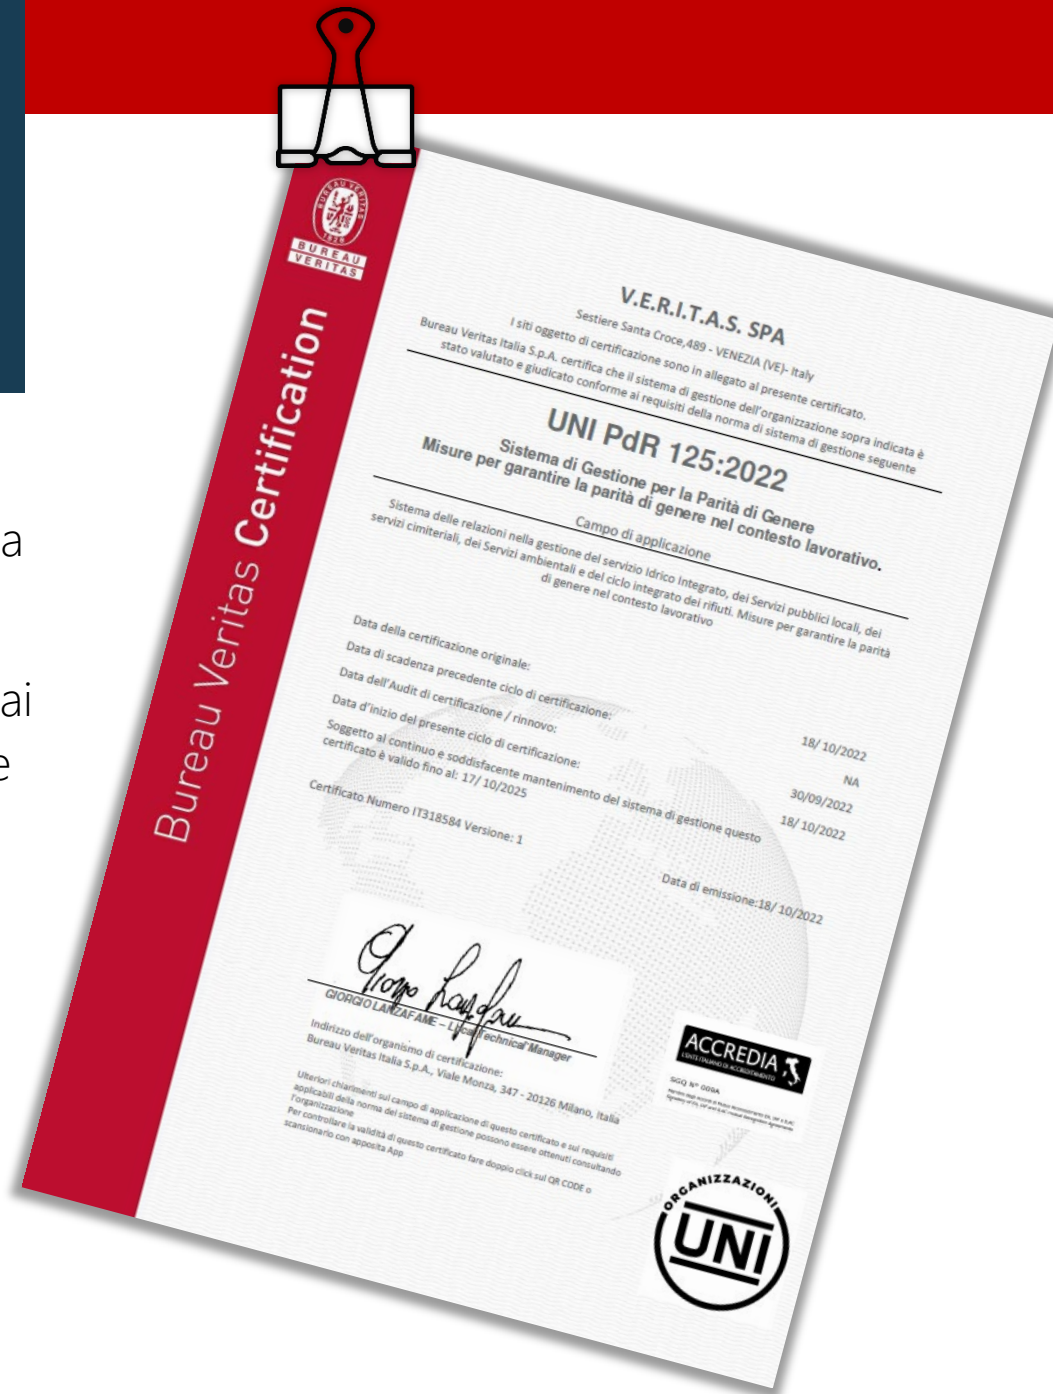 a
ai
e
BUREAU VERITAS
1828
BUREAU
VERITAS
Bureau Veritas Certification
V.E.R.I.T.A.S. SPA
Sestiere Santa Croce,489 - VENEZIA (VE)- Italy
I siti oggetto di certificazione sono in allegato al presente certificato.
Bureau Veritas Italia S.p.A. certifica che il sistema di gestione dell'organizzazione sopra indicata è
stato valutato e giudicato conforme ai requisiti della norma di sistema di gestione seguente
UNI PdR 125:2022
Sistema di Gestione per la Parità di Genere
Misure per garantire la parità di genere nel contesto lavorativo.
Campo di applicazione
Sistema delle relazioni nella gestione del servizio Idrico Integrato, dei Servizi pubblici locali, dei
servizi cimiteriali, dei Servizi ambientali e del ciclo integrato dei rifiuti. Misure per garantire la parità
di genere nel contesto lavorativo
Data della certificazione originale: 18/10/2022
Data di scadenza precedente ciclo di certificazione: NA
Data dell'Audit di certificazione / rinnovo: 30/09/2022
Data d'inizio del presente ciclo di certificazione: 18/10/2022
Soggetto al continuo e soddisfacente mantenimento del sistema di gestione questo
certificato è valido fino al: 17/10/2025
Certificato Numero IT318584 Versione: 1
Data di emissione:18/10/2022
GIORGIO LANZAFAME – Local Technical Manager
Indirizzo dell'organismo di certificazione:
Bureau Veritas Italia S.p.A., Viale Monza, 347 - 20126 Milano, Italia
Ulteriori chiarimenti sul campo di applicazione di questo certificato e sui requisiti
applicabili della norma del sistema di gestione possono essere ottenuti consultando
l'organizzazione
Per controllare la validità di questo certificato fare doppio click sul QR CODE o
scansionarlo con apposita App
ACCREDIA
L'ENTE ITALIANO DI ACCREDITAMENTO
SGQ N° 009A
ORGANIZZAZIONI
UNI